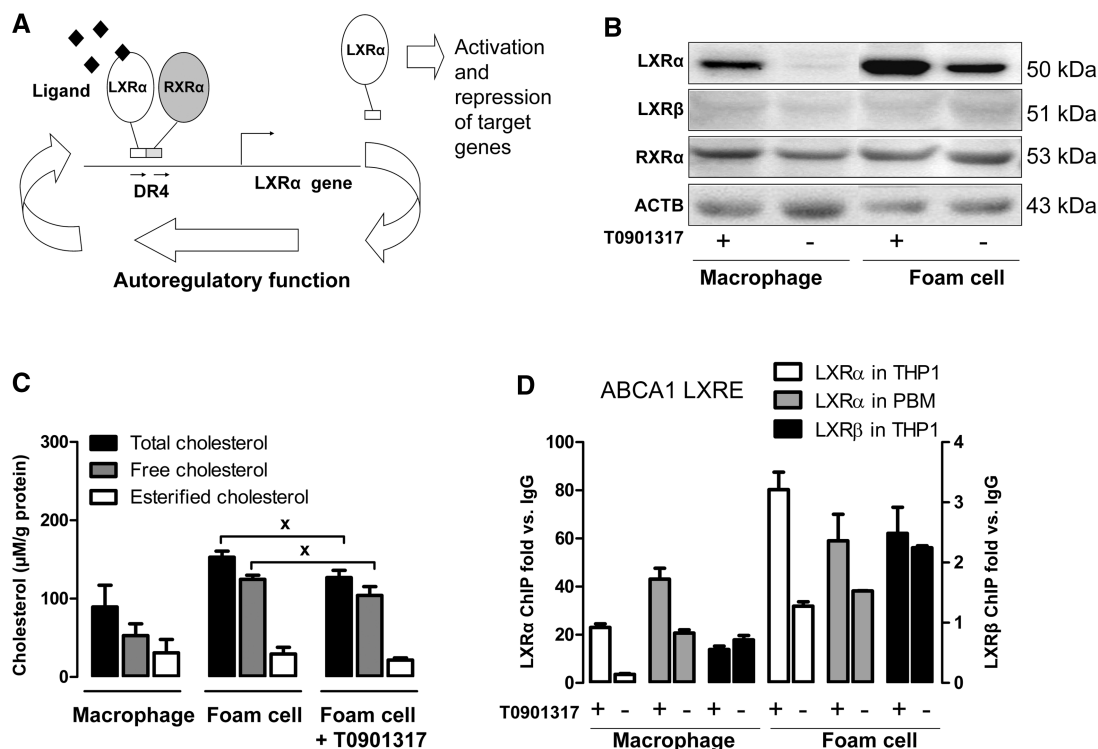 A
Ligand
LXRα
RXRα
LXRα
Activation
and
repression
of target
genes
DR4
LXRα gene
Autoregulatory function
B
LXRα
50 kDa
LXRβ
51 kDa
RXRα
53 kDa
ACTB
43 kDa
T0901317 + - + -
Macrophage Foam cell
C
Total cholesterol
Free cholesterol
Esterified cholesterol
Cholesterol (µM/g protein)
300
200
100
0
x
x
Macrophage Foam cell Foam cell
+ T0901317
D
ABCA1 LXRE
LXRα in THP1
LXRα in PBM
LXRβ in THP1
LXRα ChIP fold vs. IgG
100
80
60
40
20
0
4
3
2
1
0
LXRβ ChIP fold vs. IgG
T0901317 + - + - + - + - + - + -
Macrophage Foam cell